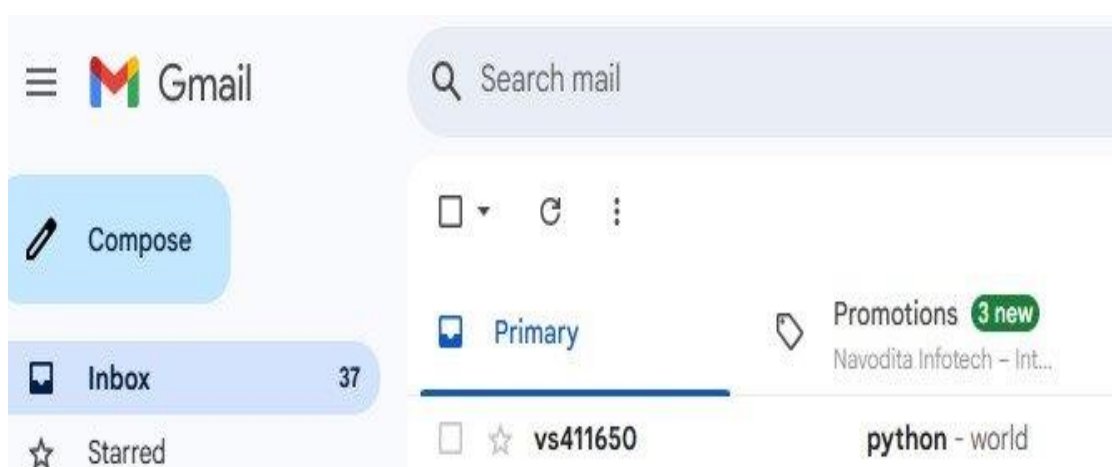 Gmail
Search mail
Compose
Primary
Promotions 3 new
Navodita Infotech – Int...
Inbox 37
Starred
vs411650 python - world